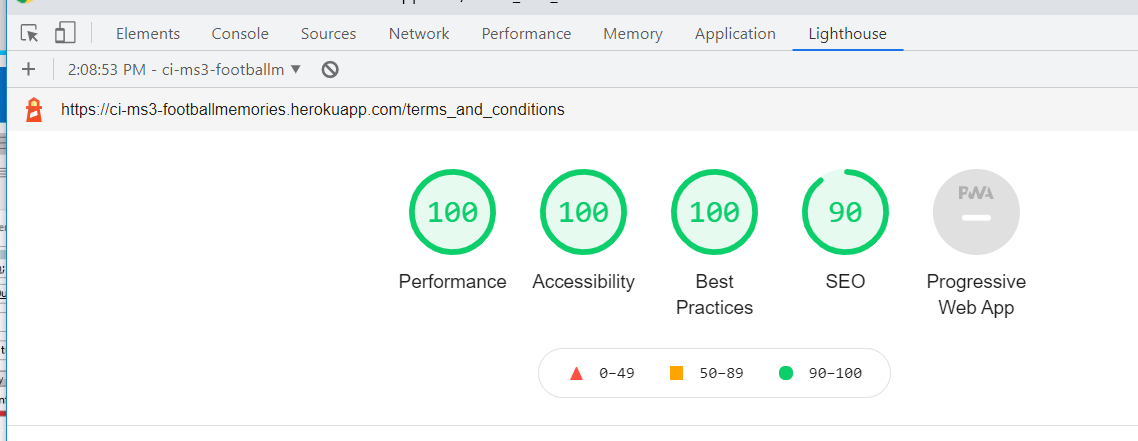 Elements Console Sources Network Performance Memory Application Lighthouse
+ 2:08:53 PM - ci-ms3-footballm ▼
https://ci-ms3-footballmemories.herokuapp.com/terms_and_conditions
100 100 100 90 PWA
Performance Accessibility Best Practices SEO Progressive Web App
0–49 50–89 90–100